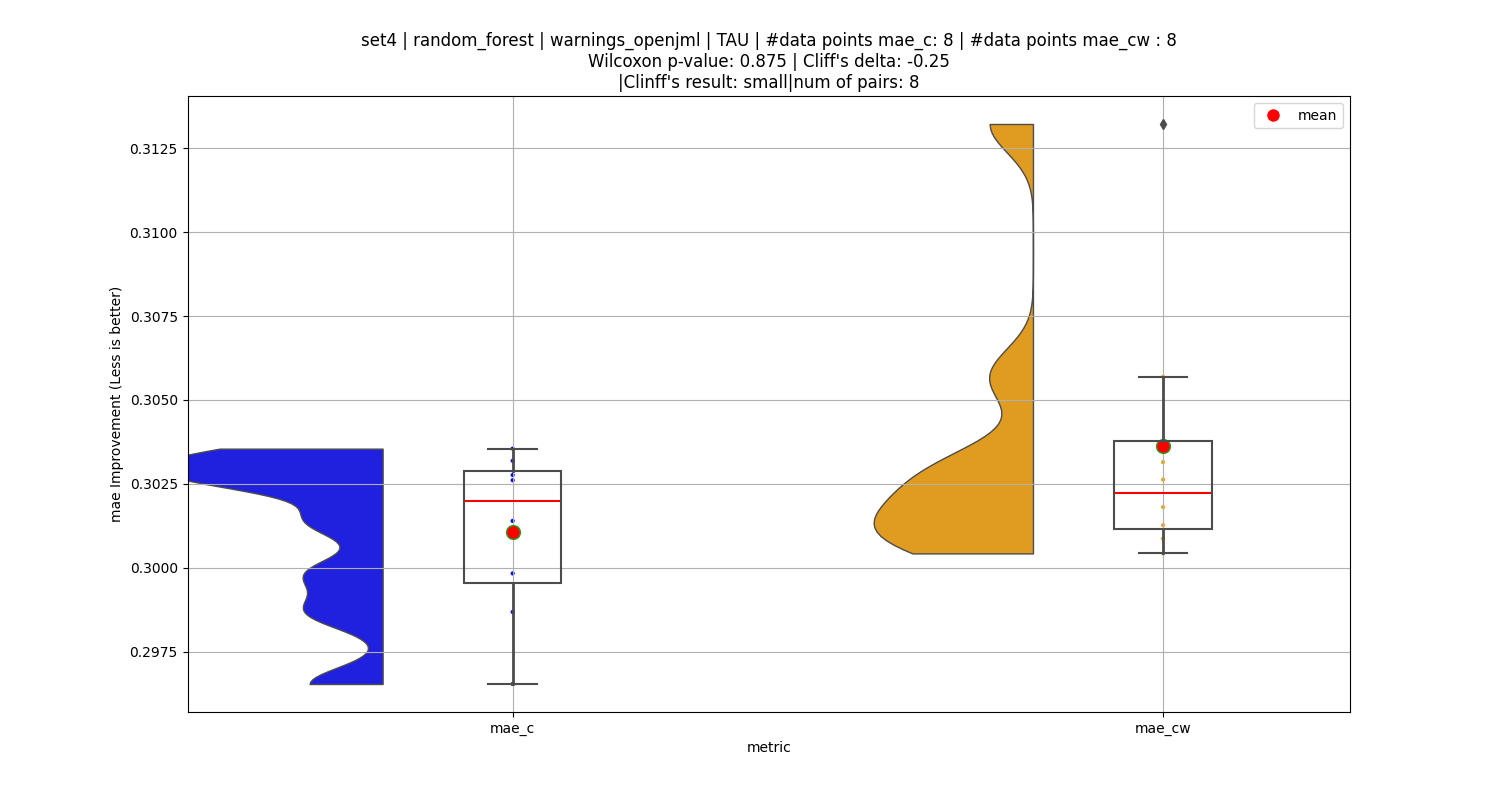 set4 | random_forest | warnings_openjml | TAU | #data points mae_c: 8 | #data points mae_cw : 8
Wilcoxon p-value: 0.875 | Cliff's delta: -0.25
|Clinff's result: small|num of pairs: 8
mean
0.3125
0.3100
0.3075
0.3050
0.3025
0.3000
0.2975
mae Improvement (Less is better)
mae_c
mae_cw
metric